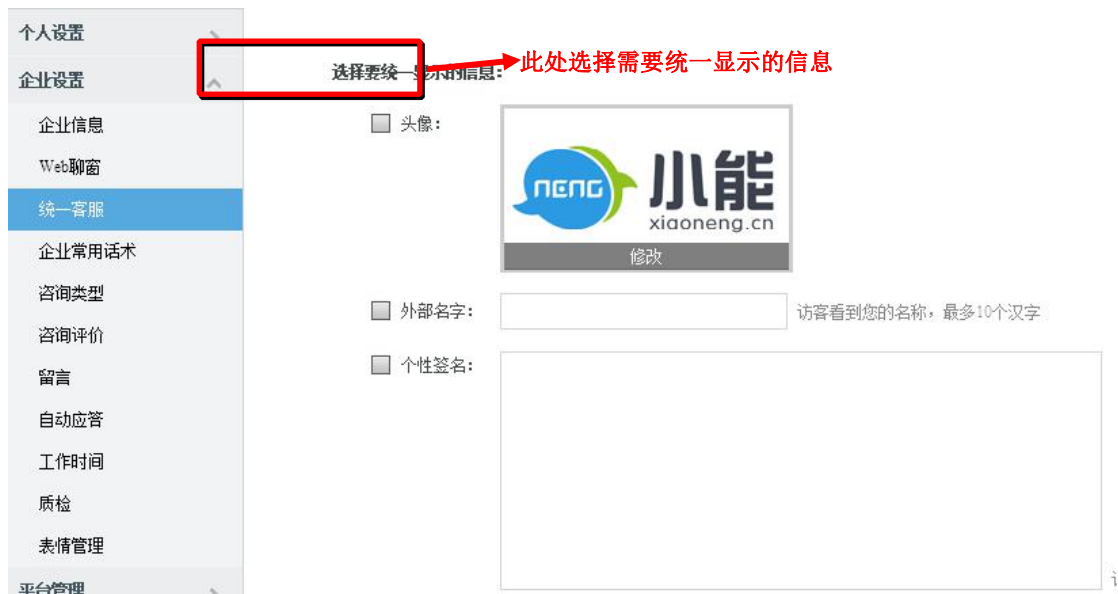 个人设置
企业设置
企业信息
Web聊窗
统一客服
企业常用话术
咨询类型
咨询评价
留言
自动应答
工作时间
质检
表情管理
平台管理
此处选择需要统一显示的信息
选择要统一显示的信息:
头像:
neng
小能
xiaoneng.cn
修改
外部名字:
访客看到您的名称，最多10个汉字
个性签名: